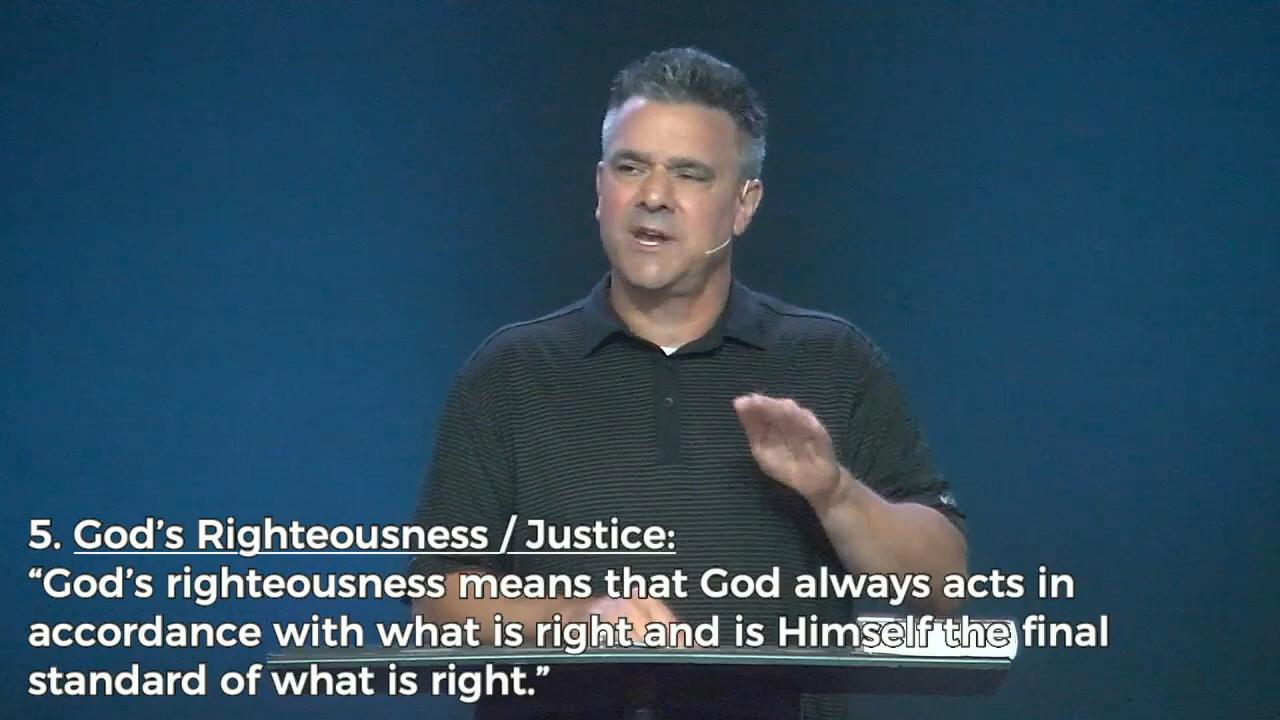 5. God’s Righteousness / Justice:
“God’s righteousness means that God always acts in
accordance with what is right and is Himself the final
standard of what is right.”